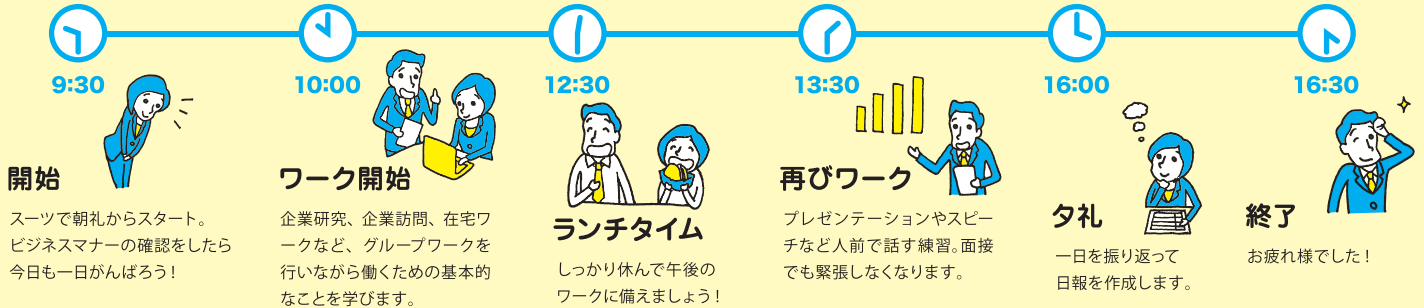 9:30
開始
スーツで朝礼からスタート。
ビジネスマナーの確認をしたら
今日も一日がんばろう！
10:00
ワーク開始
企業研究、企業訪問、在宅ワ
ークなど、グループワークを
行いながら働くための基本的
なことを学びます。
12:30
ランチタイム
しっかり休んで午後の
ワークに備えましょう！
13:30
再びワーク
プレゼンテーションやスピー
チなど人前で話す練習。面接
でも緊張しなくなります。
16:00
夕礼
一日を振り返って
日報を作成します。
16:30
終了
お疲れ様でした！